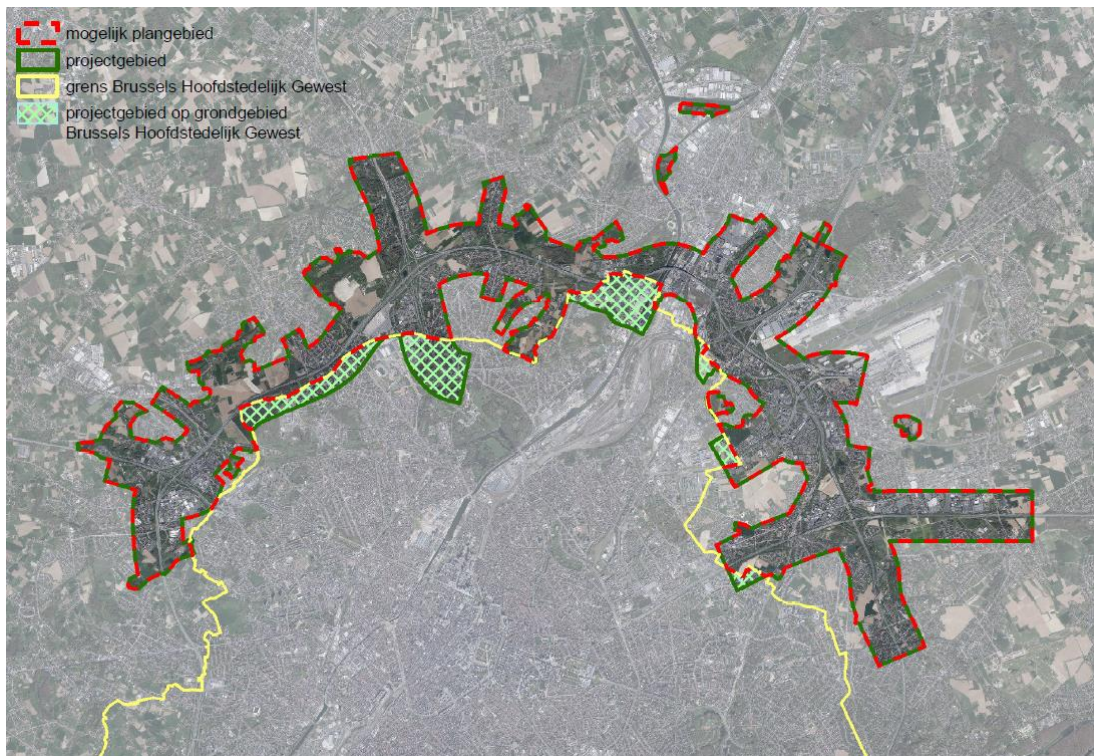 mogelijk plangebied
projectgebied
grens Brussels Hoofdstedelijk Gewest
projectgebied op grondgebied
Brussels Hoofdstedelijk Gewest